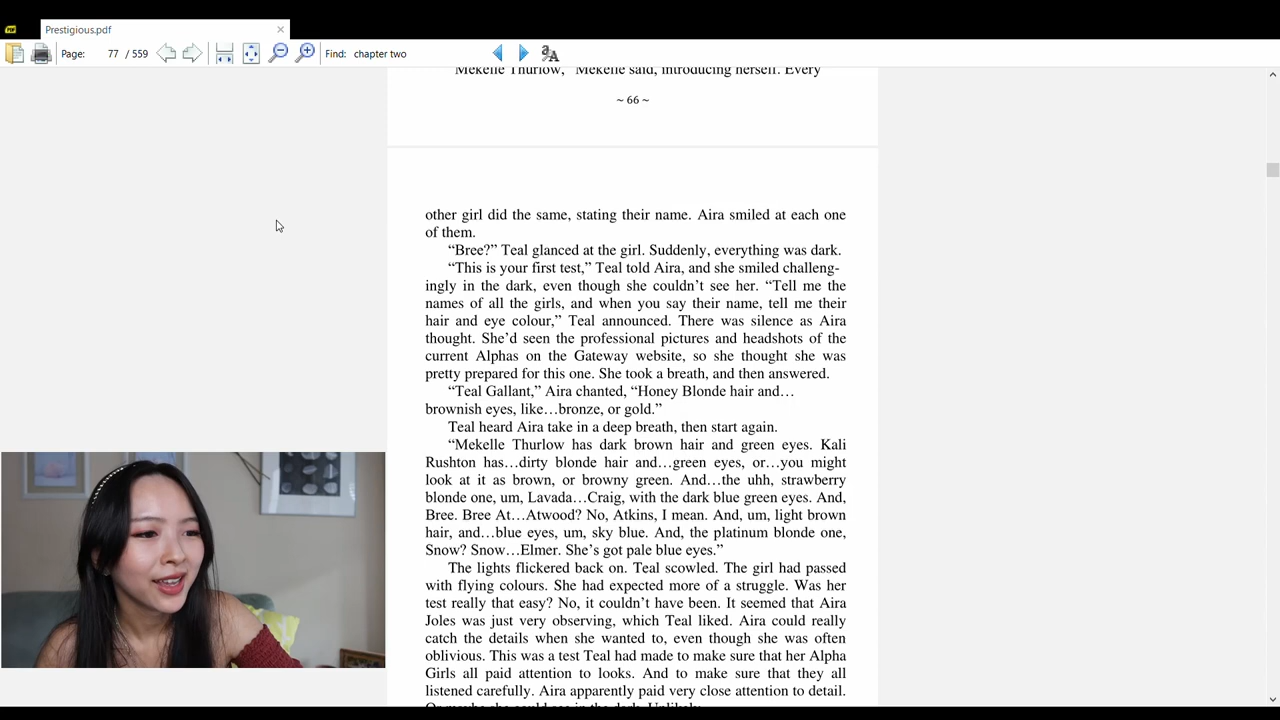 Prestigious.pdf
Page: 77 / 559 Find: chapter two
Mekelle Thurlow," Mekelle said, introducing herself. Every
~ 66 ~
other girl did the same, stating their name. Aira smiled at each one
of them.
“Bree?” Teal glanced at the girl. Suddenly, everything was dark.
“This is your first test,” Teal told Aira, and she smiled challeng-
ingly in the dark, even though she couldn’t see her. “Tell me the
names of all the girls, and when you say their name, tell me their
hair and eye colour,” Teal announced. There was silence as Aira
thought. She’d seen the professional pictures and headshots of the
current Alphas on the Gateway website, so she thought she was
pretty prepared for this one. She took a breath, and then answered.
“Teal Gallant,” Aira chanted, “Honey Blonde hair and…
brownish eyes, like…bronze, or gold.”
Teal heard Aira take in a deep breath, then start again.
“Mekelle Thurlow has dark brown hair and green eyes. Kali
Rushton has…dirty blonde hair and…green eyes, or…you might
look at it as brown, or browny green. And…the uhh, strawberry
blonde one, um, Lavada…Craig, with the dark blue green eyes. And,
Bree. Bree At…Atwood? No, Atkins, I mean. And, um, light brown
hair, and…blue eyes, um, sky blue. And, the platinum blonde one,
Snow? Snow…Elmer. She’s got pale blue eyes.”
The lights flickered back on. Teal scowled. The girl had passed
with flying colours. She had expected more of a struggle. Was her
test really that easy? No, it couldn’t have been. It seemed that Aira
Joles was just very observing, which Teal liked. Aira could really
catch the details when she wanted to, even though she was often
oblivious. This was a test Teal had made to make sure that her Alpha
Girls all paid attention to looks. And to make sure that they all
listened carefully. Aira apparently paid very close attention to detail.
Or maybe she could see in the dark. Unlikely.